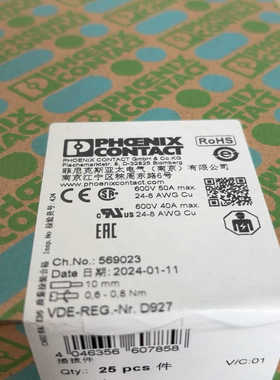 PHOENIX
CONTACT
RoHS
PHOENIX CONTACT GmbH & Co.KG
Flachsmarktstr. 8, D-32825 Blomberg
菲尼克斯亚太电气（南京）有限公司
南京江宁区秣周东路6号
www.phoenixcontact.com
600V 50A max.
24-8 AWG Cu
600V 40A max.
24-8 AWG Cu
Ch.No.: 569023
Date 日期: 2024-01-11
10 mm
0,6-0,8 Nm
VDE-REG.-Nr. D927
4 046356 607858
Qty.: 25 pcs 件
V/C:01